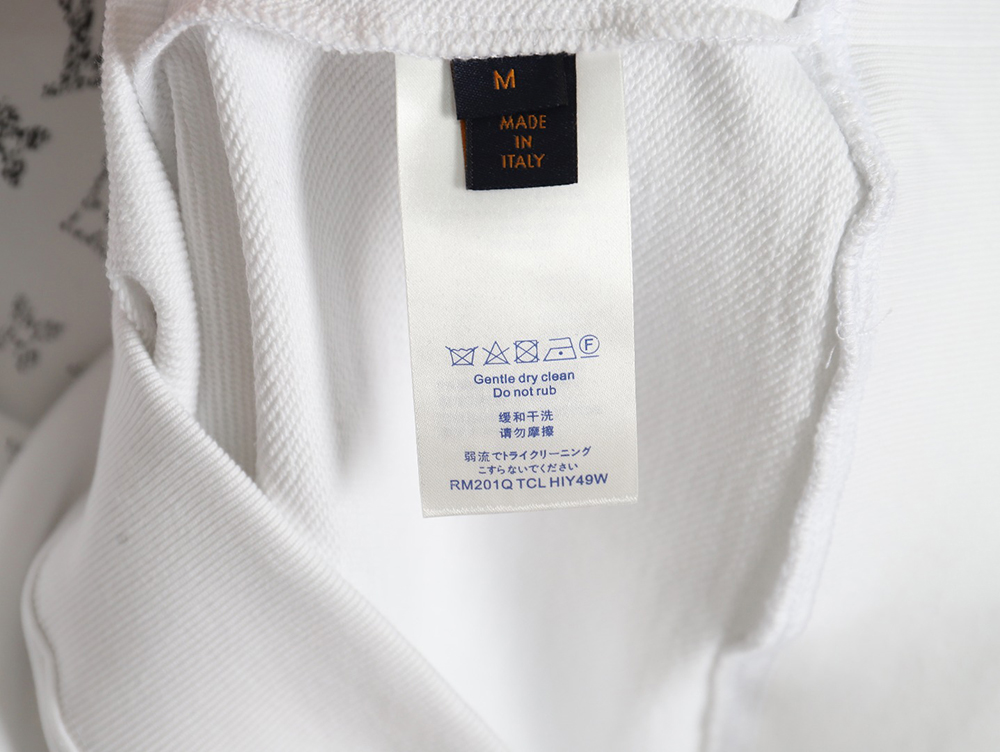 M
MADE
IN
ITALY
F
Gentle dry clean
Do not rub
缓和干洗
请勿摩擦
弱流でトライクリーニング
こすらないでください
RM201Q TCL HIY49W